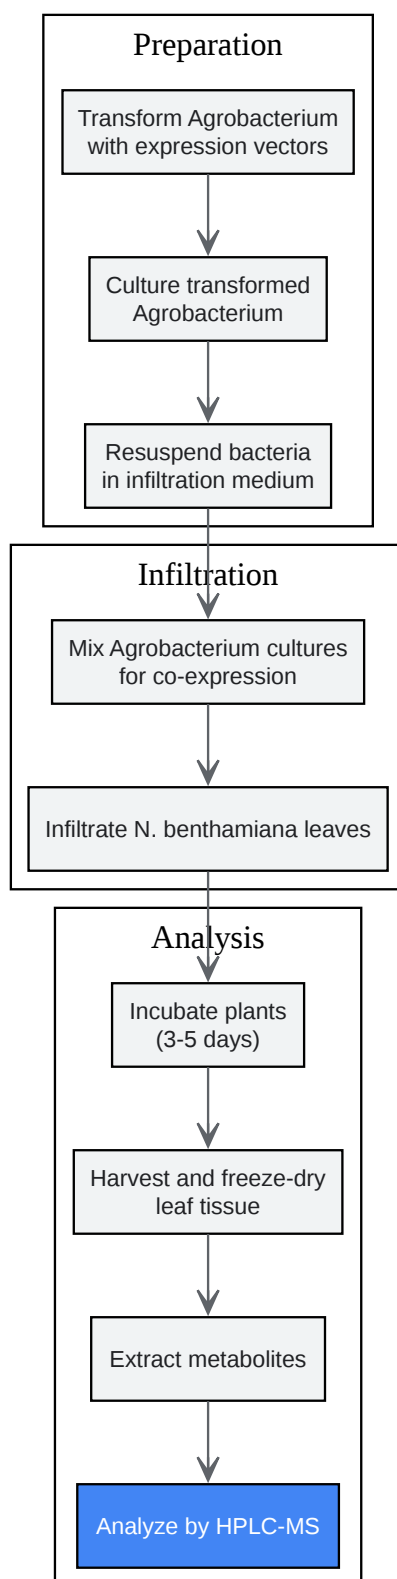 Preparation
Transform Agrobacterium
with expression vectors
Culture transformed
Agrobacterium
Resuspend bacteria
in infiltration medium
Infiltration
Mix Agrobacterium cultures
for co-expression
Infiltrate N. benthamiana leaves
Analysis
Incubate plants
(3-5 days)
Harvest and freeze-dry
leaf tissue
Extract metabolites
Analyze by HPLC-MS